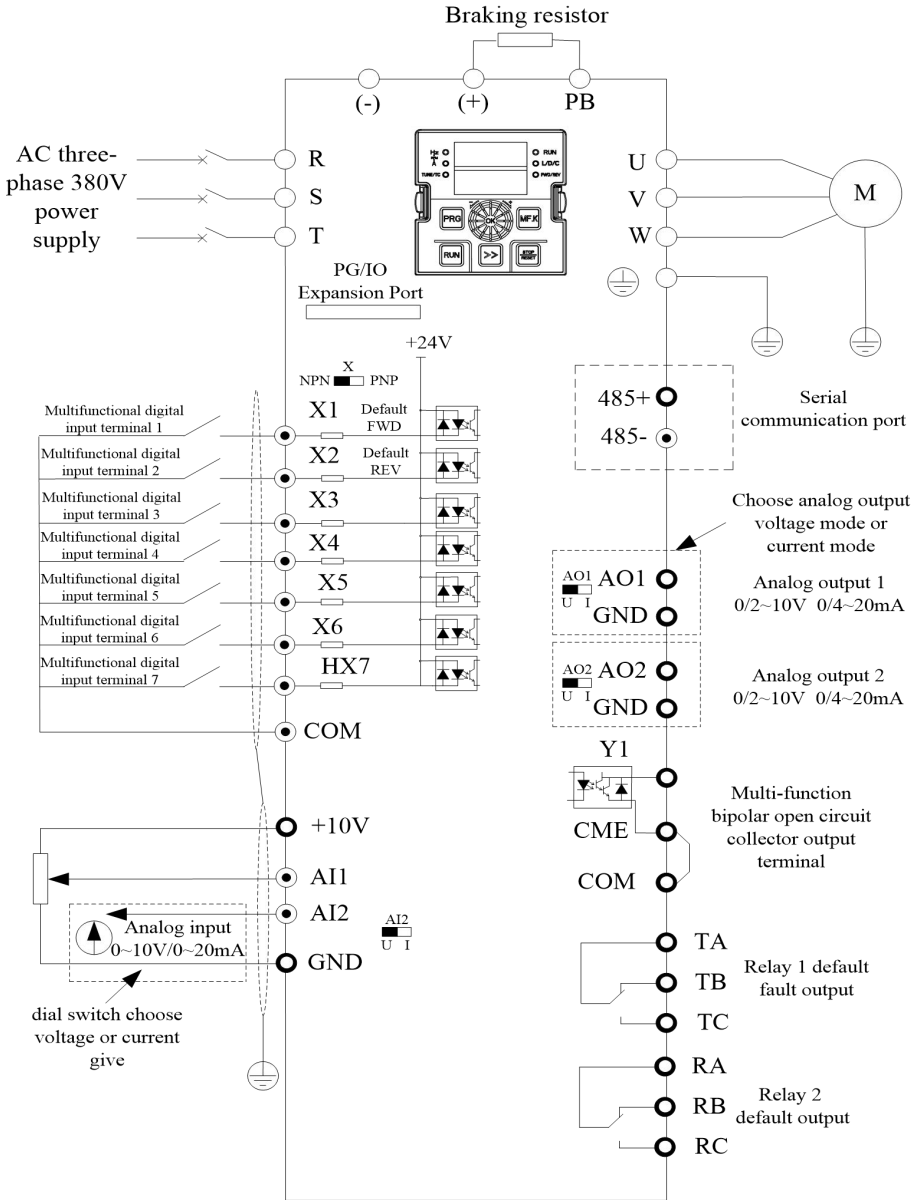 Braking resistor
(-)
(+)
PB
AC three-
phase 380V
power
supply
R
S
T
Hz
A
TUNE/TC
RUN
L/D/C
FWD/REV
PRG
OK
MF.K
RUN
>>
STOP
RESET
U
V
W
M
PG/IO
Expansion Port
+24V
X
NPN
PNP
Multifunctional digital
input terminal 1
X1
Default
FWD
Multifunctional digital
input terminal 2
X2
Default
REV
Multifunctional digital
input terminal 3
X3
Multifunctional digital
input terminal 4
X4
Multifunctional digital
input terminal 5
X5
Multifunctional digital
input terminal 6
X6
Multifunctional digital
input terminal 7
HX7
COM
+10V
AI1
AI2
AI2
U I
GND
Analog input
0~10V/0~20mA
dial switch choose
voltage or current
give
485+
485-
Serial
communication port
Choose analog output
voltage mode or
current mode
AO1
U I
AO1
GND
Analog output 1
0/2~10V 0/4~20mA
AO2
U I
AO2
GND
Analog output 2
0/2~10V 0/4~20mA
Y1
CME
COM
Multi-function
bipolar open circuit
collector output
terminal
TA
TB
TC
Relay 1 default
fault output
RA
RB
RC
Relay 2
default output